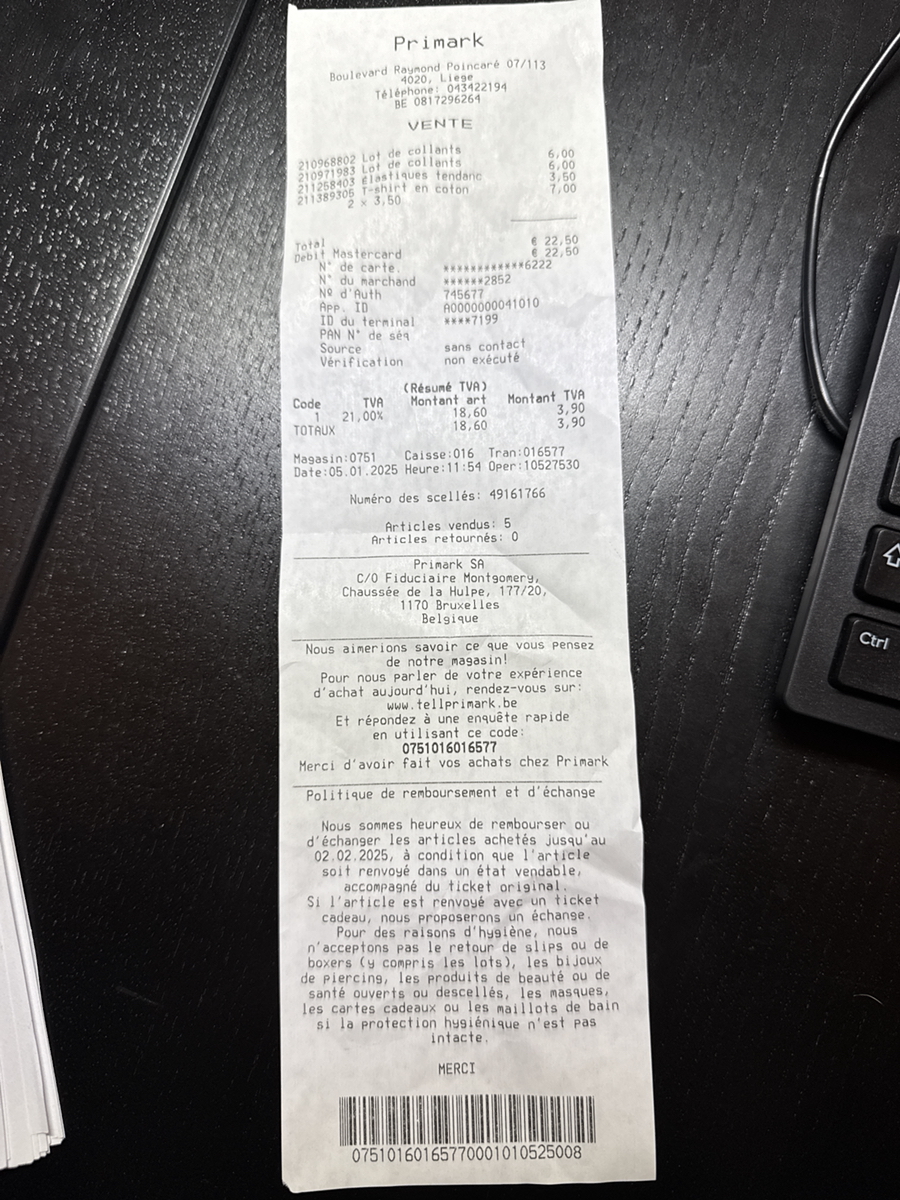 Primark
Boulevard Raymond Poincaré 07/113
4020, Liege
Téléphone: 043422194
BE 0817296264
VENTE
210968802 Lot de collants 6,00
210971983 Lot de collants 6,00
211258403 Élastiques tendanc 3,50
211389305 T-shirt en coton 7,00
2 x 3,50
Total € 22,50
Debit Mastercard € 22,50
N° de carte. ************6222
N° du marchand ******2852
Nº d'Auth 745677
App. ID A0000000041010
ID du terminal ****7199
PAN N° de séq
Source sans contact
Vérification non exécuté
(Résumé TVA)
Code TVA Montant art Montant TVA
1 21,00% 18,60 3,90
TOTAUX 18,60 3,90
Magasin:0751 Caisse:016 Tran:016577
Date:05.01.2025 Heure:11:54 Oper:10527530
Numéro des scellés: 49161766
Articles vendus: 5
Articles retournés: 0
Primark SA
C/O Fiduciaire Montgomery,
Chaussée de la Hulpe, 177/20,
1170 Bruxelles
Belgique
Nous aimerions savoir ce que vous pensez
de notre magasin!
Pour nous parler de votre expérience
d'achat aujourd'hui, rendez-vous sur:
www.tellprimark.be
Et répondez à une enquête rapide
en utilisant ce code:
0751016016577
Merci d'avoir fait vos achats chez Primark
Politique de remboursement et d'échange
Nous sommes heureux de rembourser ou
d'échanger les articles achetés jusqu'au
02.02.2025, à condition que l'article
soit renvoyé dans un état vendable,
accompagné du ticket original.
Si l'article est renvoyé avec un ticket
cadeau, nous proposerons un échange.
Pour des raisons d'hygiène, nous
n'acceptons pas le retour de slips ou de
boxers (y compris les lots), les bijoux
de piercing, les produits de beauté ou de
santé ouverts ou descellés, les masques,
les cartes cadeaux ou les maillots de bain
si la protection hygiénique n'est pas
intacte.
MERCI
07510160165770001010525008
Ctrl